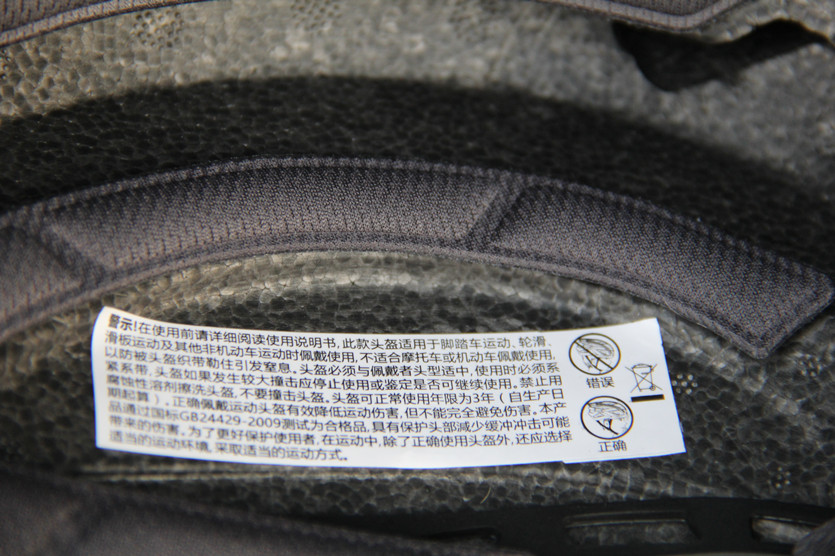 警示!在使用前请详细阅读使用说明书,此款头盔适用于脚踏车运动、轮滑、
滑板运动及其他非机动车运动时佩戴使用,不适合摩托车或机动车佩戴使用,
以防被头盔织带勒住引发窒息。头盔必须与佩戴者头型适中,使用时必须系
紧系带,头盔如果发生较大撞击应停止使用或鉴定是否可继续使用。禁止用
腐蚀性溶剂擦洗头盔,不要撞击头盔。头盔可正常使用年限为3年(自生产日
期起算)。正确佩戴运动头盔有效降低运动伤害,但不能完全避免伤害。本产
品通过国标GB24429-2009测试为合格品,具有保护头部减少缓冲冲击可能
带来的伤害,为了更好保护使用者,在运动中,除了正确使用头盔外,还应选择
适当的运动环境,采取适当的运动方式。
错误
正确